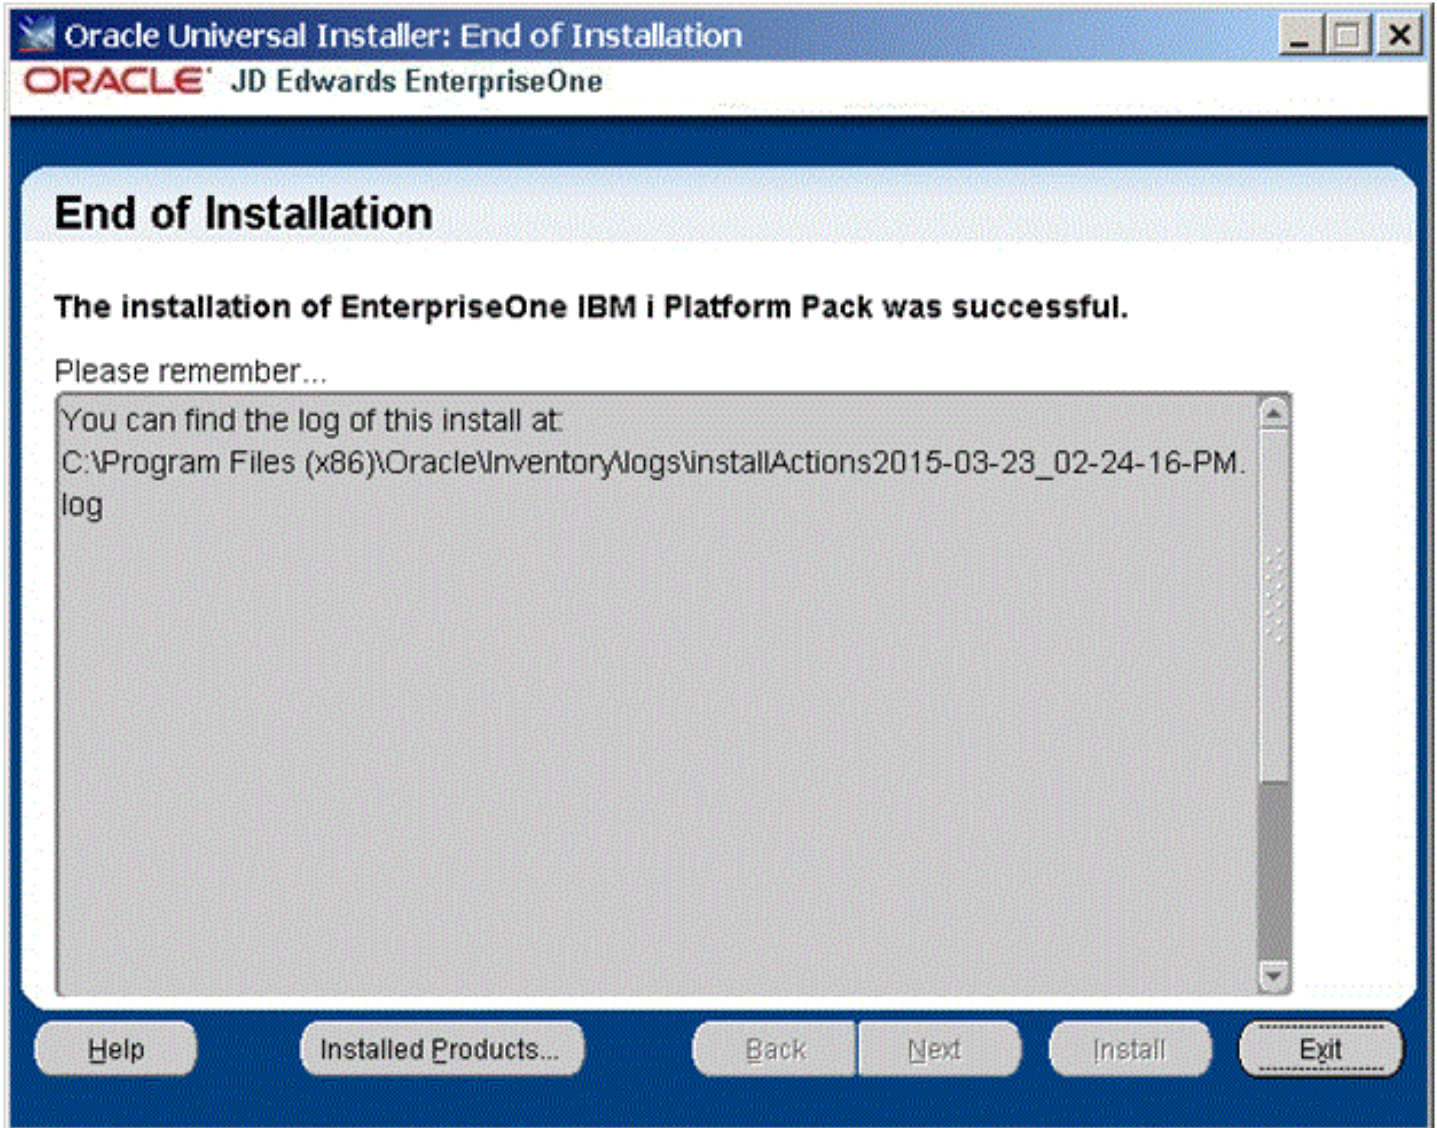 Oracle Universal Installer: End of Installation
ORACLE JD Edwards EnterpriseOne
End of Installation
The installation of EnterpriseOne IBM i Platform Pack was successful.
Please remember...
You can find the log of this install at:
C:\Program Files (x86)\Oracle\Inventory\logs\installActions2015-03-23_02-24-16-PM.
log
Help Installed Products... Back Next Install Exit